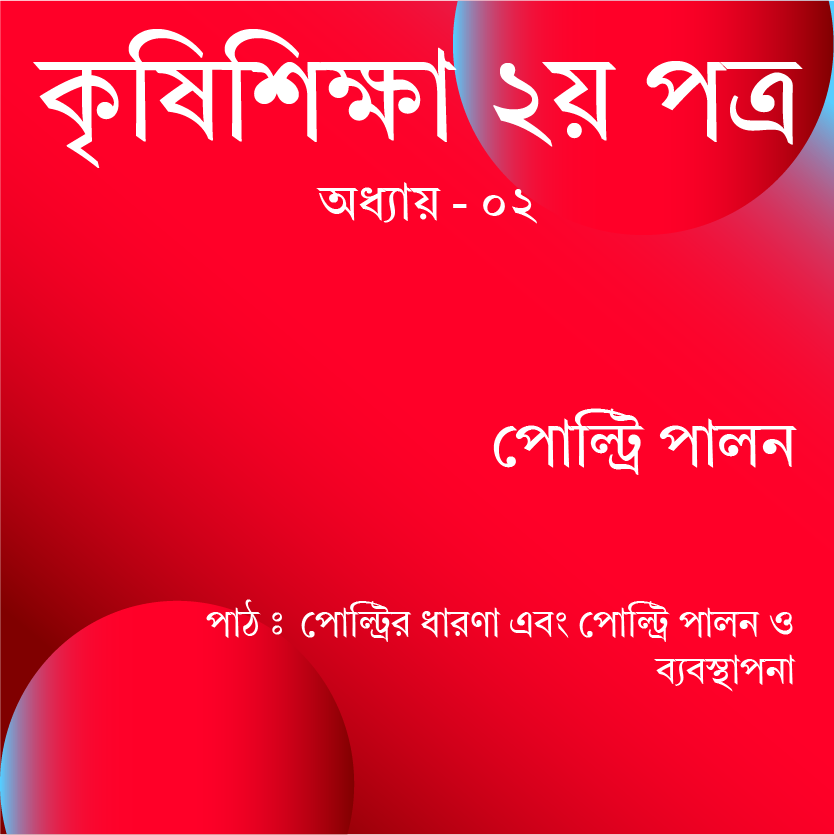 কৃষিশিক্ষা ২য় পত্র
অধ্যায় - ০২
পোল্ট্রি পালন
পাঠ ঃ পোল্ট্রির ধারণা এবং পোল্ট্রি পালন ও
ব্যবস্থাপনা